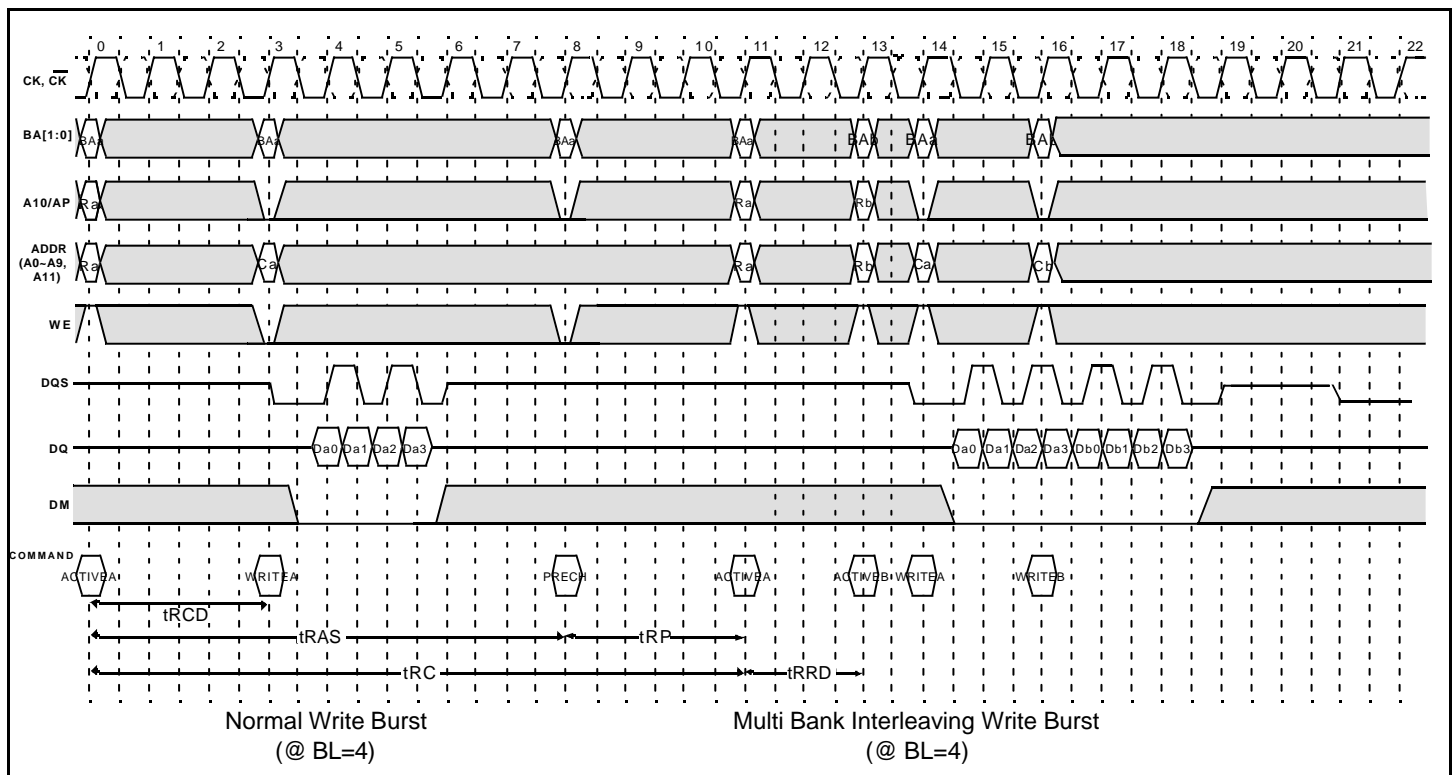 0 1 2 3 4 5 6 7 8 9 10 11 12 13 14 15 16 17 18 19 20 21 22
CK, CK
BA[1:0] BAa BAa BAa BAa BAb BAa BAb
A10/AP Ra Ra Rb
ADDR
(A0~A9,
A11)
Ra Ca Ra Rb Ca Cb
WE
DQS
DQ Da0 Da1 Da2 Da3 Da0 Da1 Da2 Da3 Db0 Db1 Db2 Db3
DM
COMMAND
ACTIVEA WRITEA PRECH ACTIVEA ACTIVEB WRITEA WRITEB
tRCD
tRAS tRP
tRC tRRD
Normal Write Burst Multi Bank Interleaving Write Burst
(@ BL=4) (@ BL=4)